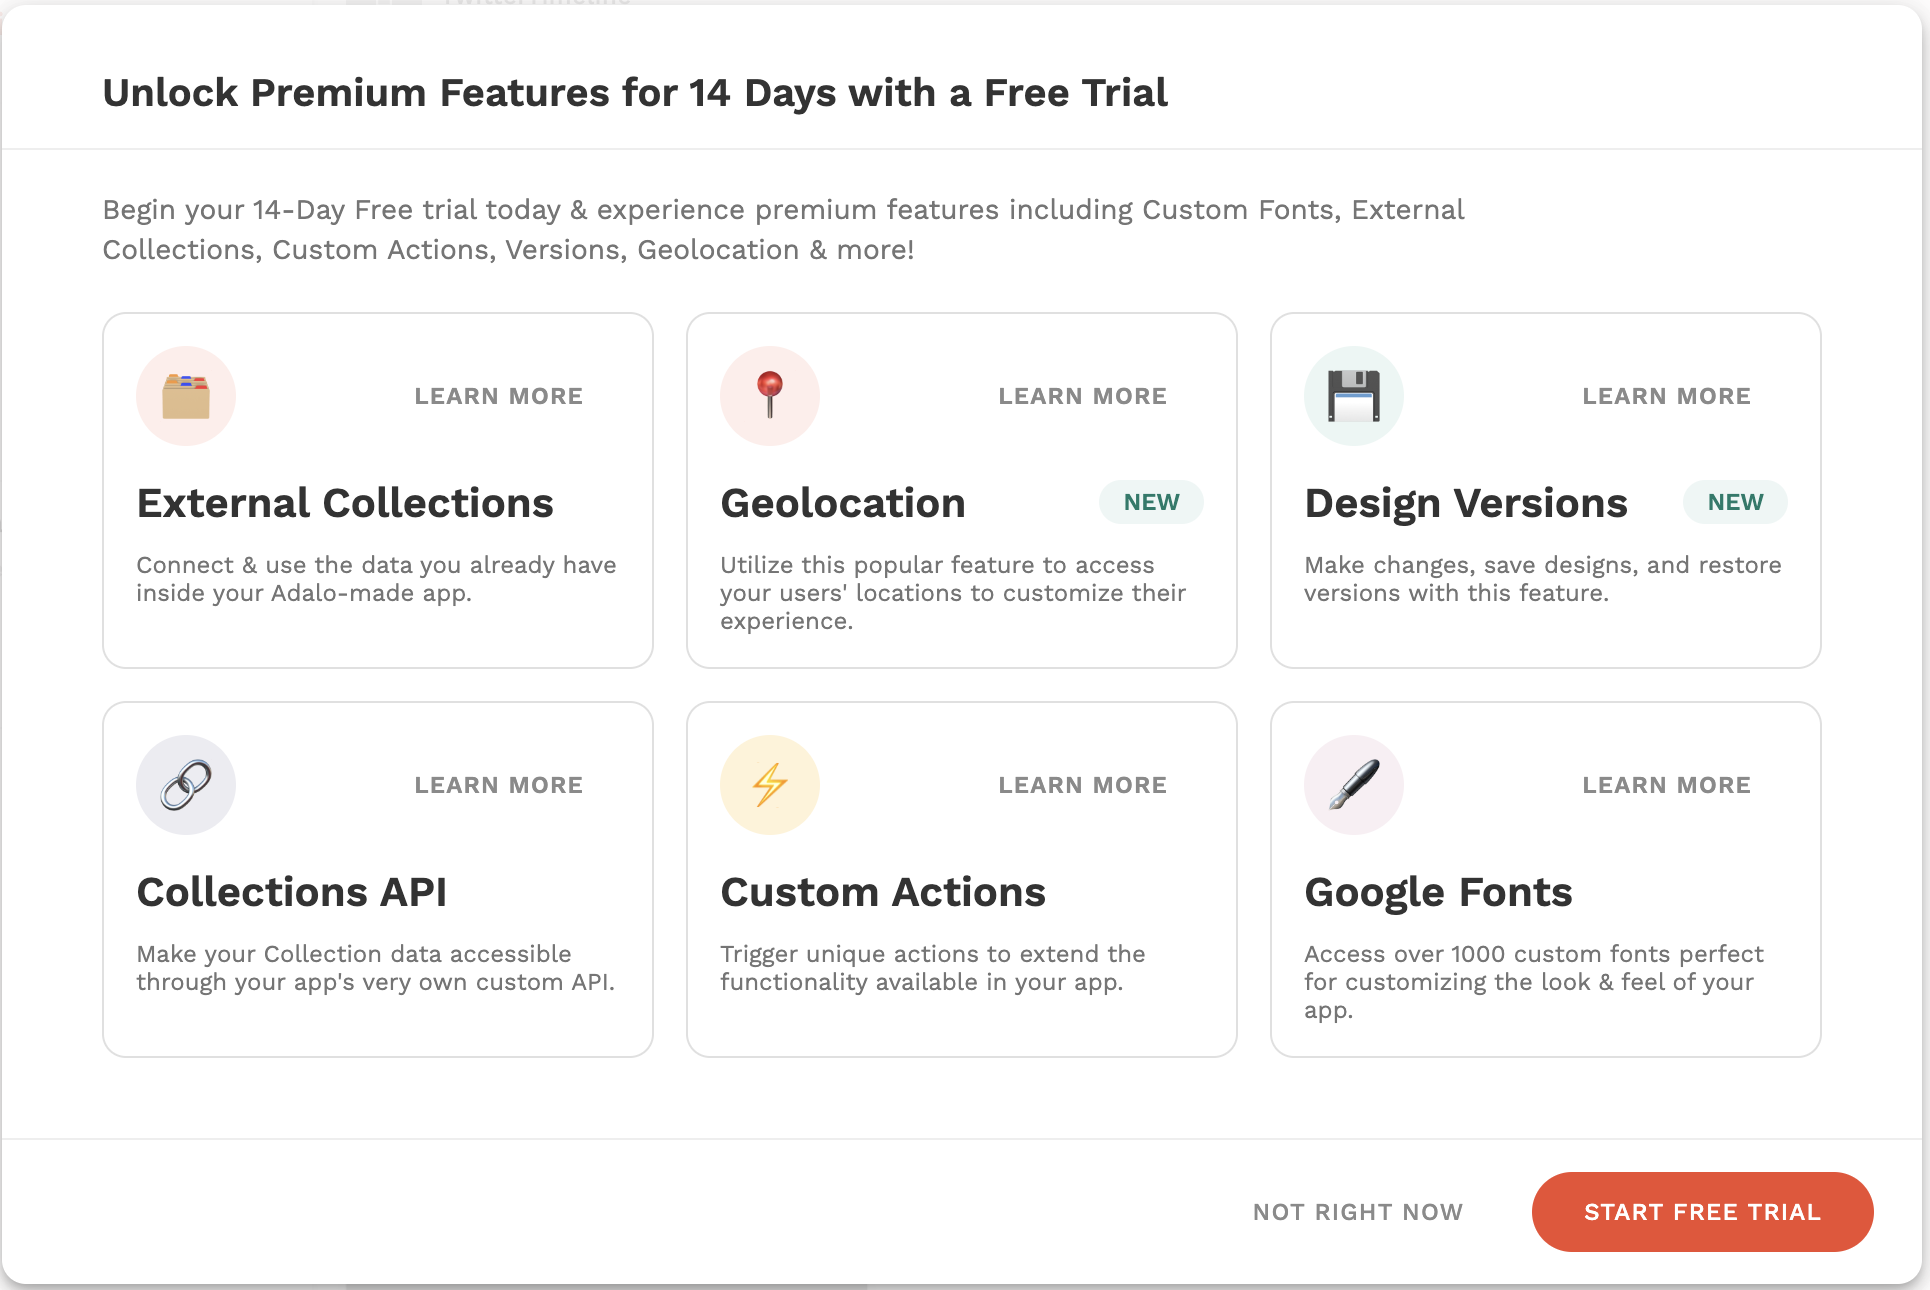 Unlock Premium Features for 14 Days with a Free Trial
Begin your 14-Day Free trial today & experience premium features including Custom Fonts, External
Collections, Custom Actions, Versions, Geolocation & more!
LEARN MORE
External Collections
Connect & use the data you already have
inside your Adalo-made app.
LEARN MORE
Geolocation
NEW
Utilize this popular feature to access
your users' locations to customize their
experience.
LEARN MORE
Design Versions
NEW
Make changes, save designs, and restore
versions with this feature.
LEARN MORE
Collections API
Make your Collection data accessible
through your app's very own custom API.
LEARN MORE
Custom Actions
Trigger unique actions to extend the
functionality available in your app.
LEARN MORE
Google Fonts
Access over 1000 custom fonts perfect
for customizing the look & feel of your
app.
NOT RIGHT NOW
START FREE TRIAL